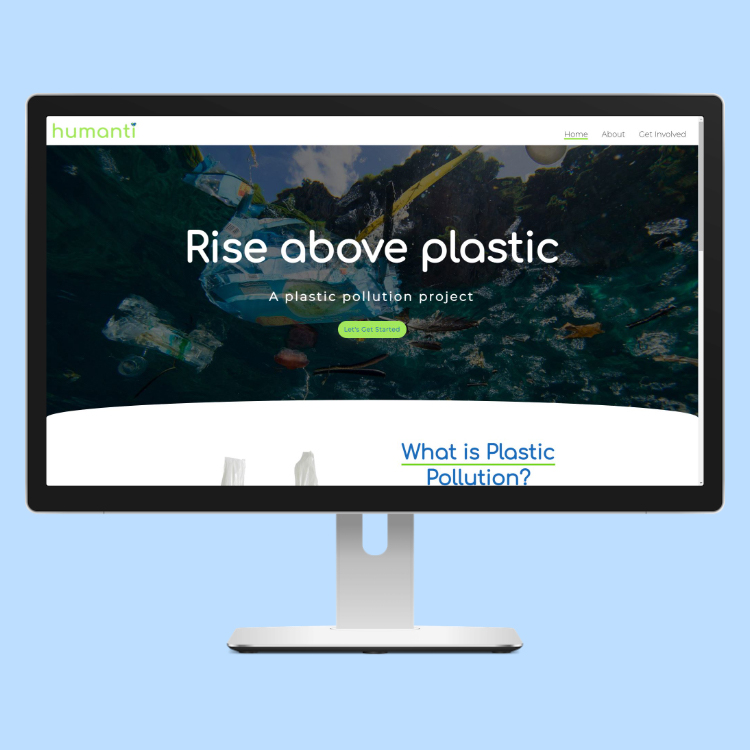 humanti
Home About Get Involved
Rise above plastic
A plastic pollution project
Let's Get Started
What is Plastic
Pollution?